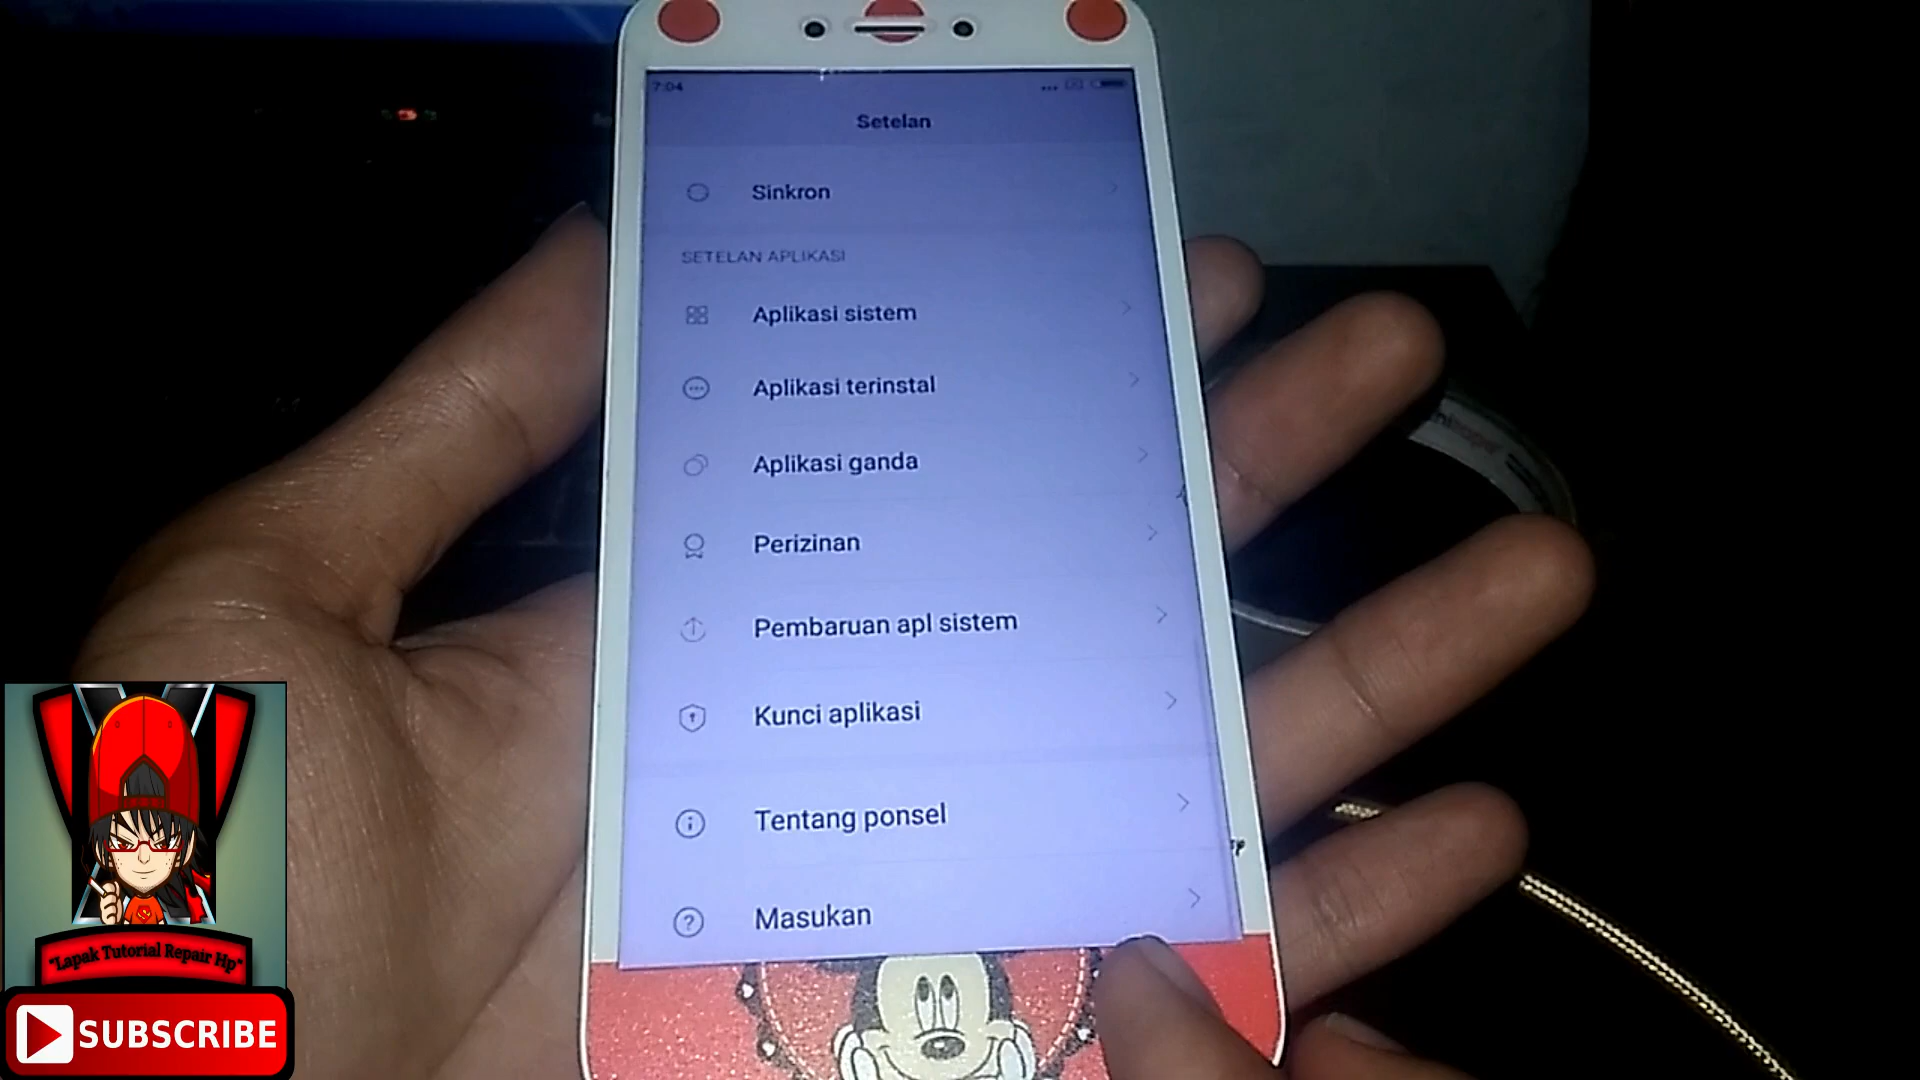 7:04
Setelan
Sinkron
SETELAN APLIKASI
Aplikasi sistem
Aplikasi terinstal
Aplikasi ganda
Perizinan
Pembaruan apl sistem
Kunci aplikasi
Tentang ponsel
Masukan
"Lapak Tutorial Repair Hp"
SUBSCRIBE